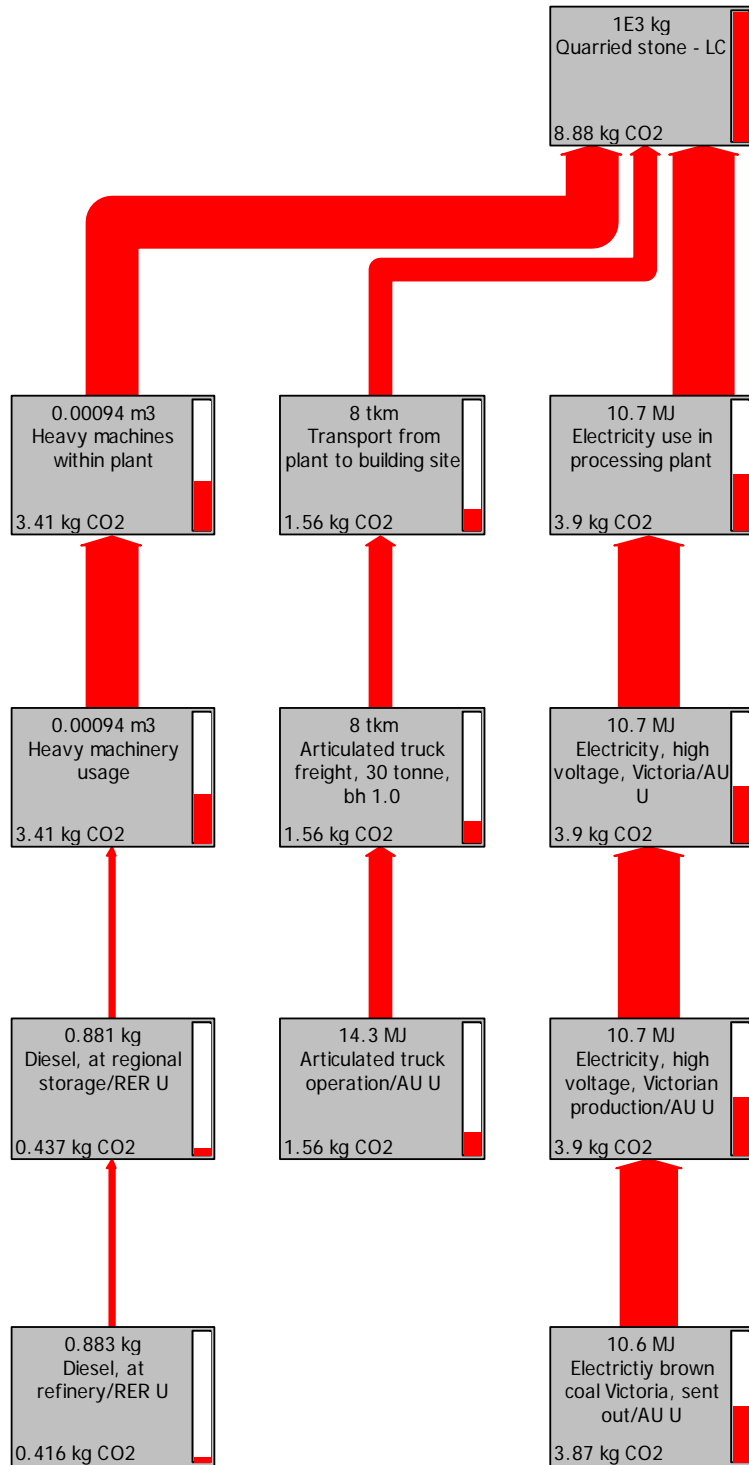 1E3 kg
Quarried stone - LC
8.88 kg CO2
0.00094 m3
Heavy machines
within plant
3.41 kg CO2
8 tkm
Transport from
plant to building site
1.56 kg CO2
10.7 MJ
Electricity use in
processing plant
3.9 kg CO2
0.00094 m3
Heavy machinery
usage
3.41 kg CO2
8 tkm
Articulated truck
freight, 30 tonne,
bh 1.0
1.56 kg CO2
10.7 MJ
Electricity, high
voltage, Victoria/AU
U
3.9 kg CO2
0.881 kg
Diesel, at regional
storage/RER U
0.437 kg CO2
14.3 MJ
Articulated truck
operation/AU U
1.56 kg CO2
10.7 MJ
Electricity, high
voltage, Victorian
production/AU U
3.9 kg CO2
0.883 kg
Diesel, at
refinery/RER U
0.416 kg CO2
10.6 MJ
Electrictiy brown
coal Victoria, sent
out/AU U
3.87 kg CO2